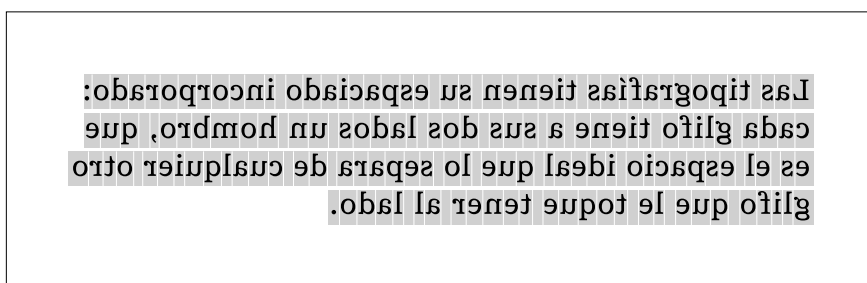 Las tipografías tienen su espaciado incorporado:
cada glifo tiene a sus dos lados un hombro, que
es el espacio ideal que lo separa de cualquier otro
glifo que le toque tener al lado.